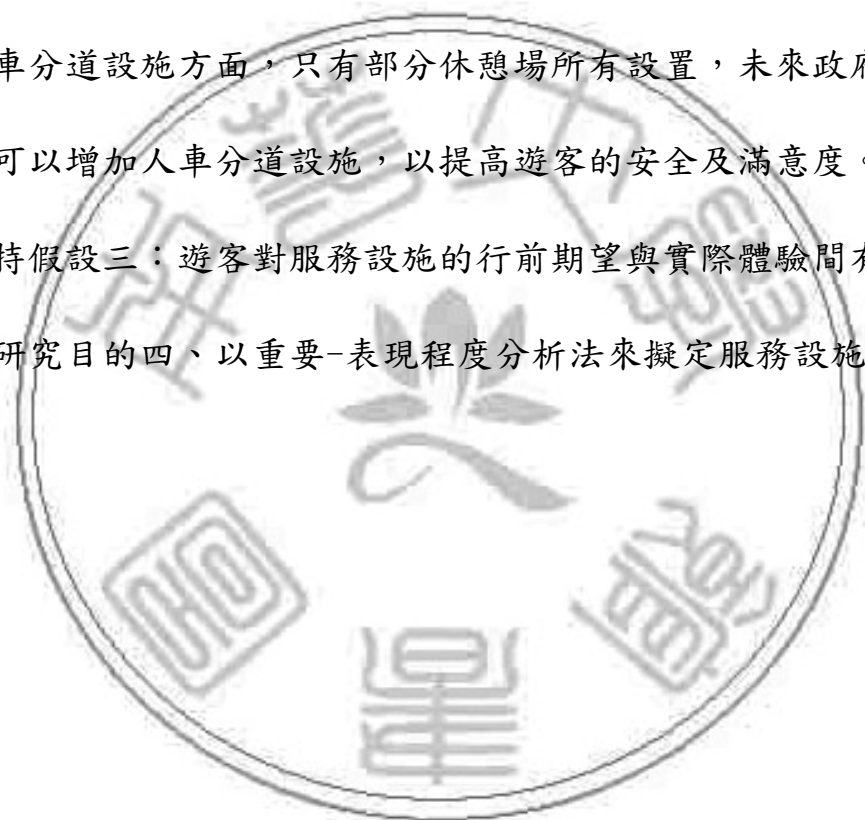 車分道設施方面，只有部分休憩場所有設置，未來政府
可以增加人車分道設施，以提高遊客的安全及滿意度。
持假設三：遊客對服務設施的行前期望與實際體驗間有
研究目的四、以重要-表現程度分析法來擬定服務設施